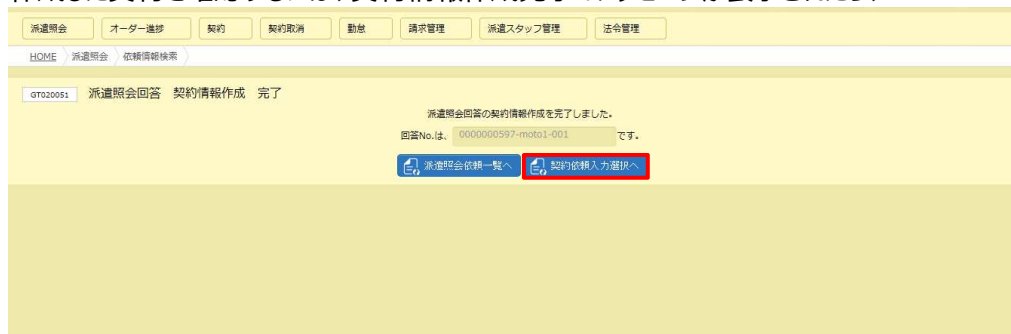 派遣照会 オーダー進捗 契約 契約取消 勤怠 請求管理 派遣スタッフ管理 法令管理
HOME 派遣照会 依頼情報検索
GT020051 派遣照会回答 契約情報作成 完了
派遣照会回答の契約情報作成を完了しました。
回答No.は、 0000000597-moto1-001 です。
派遣照会依頼一覧へ 契約依頼入力選択へ